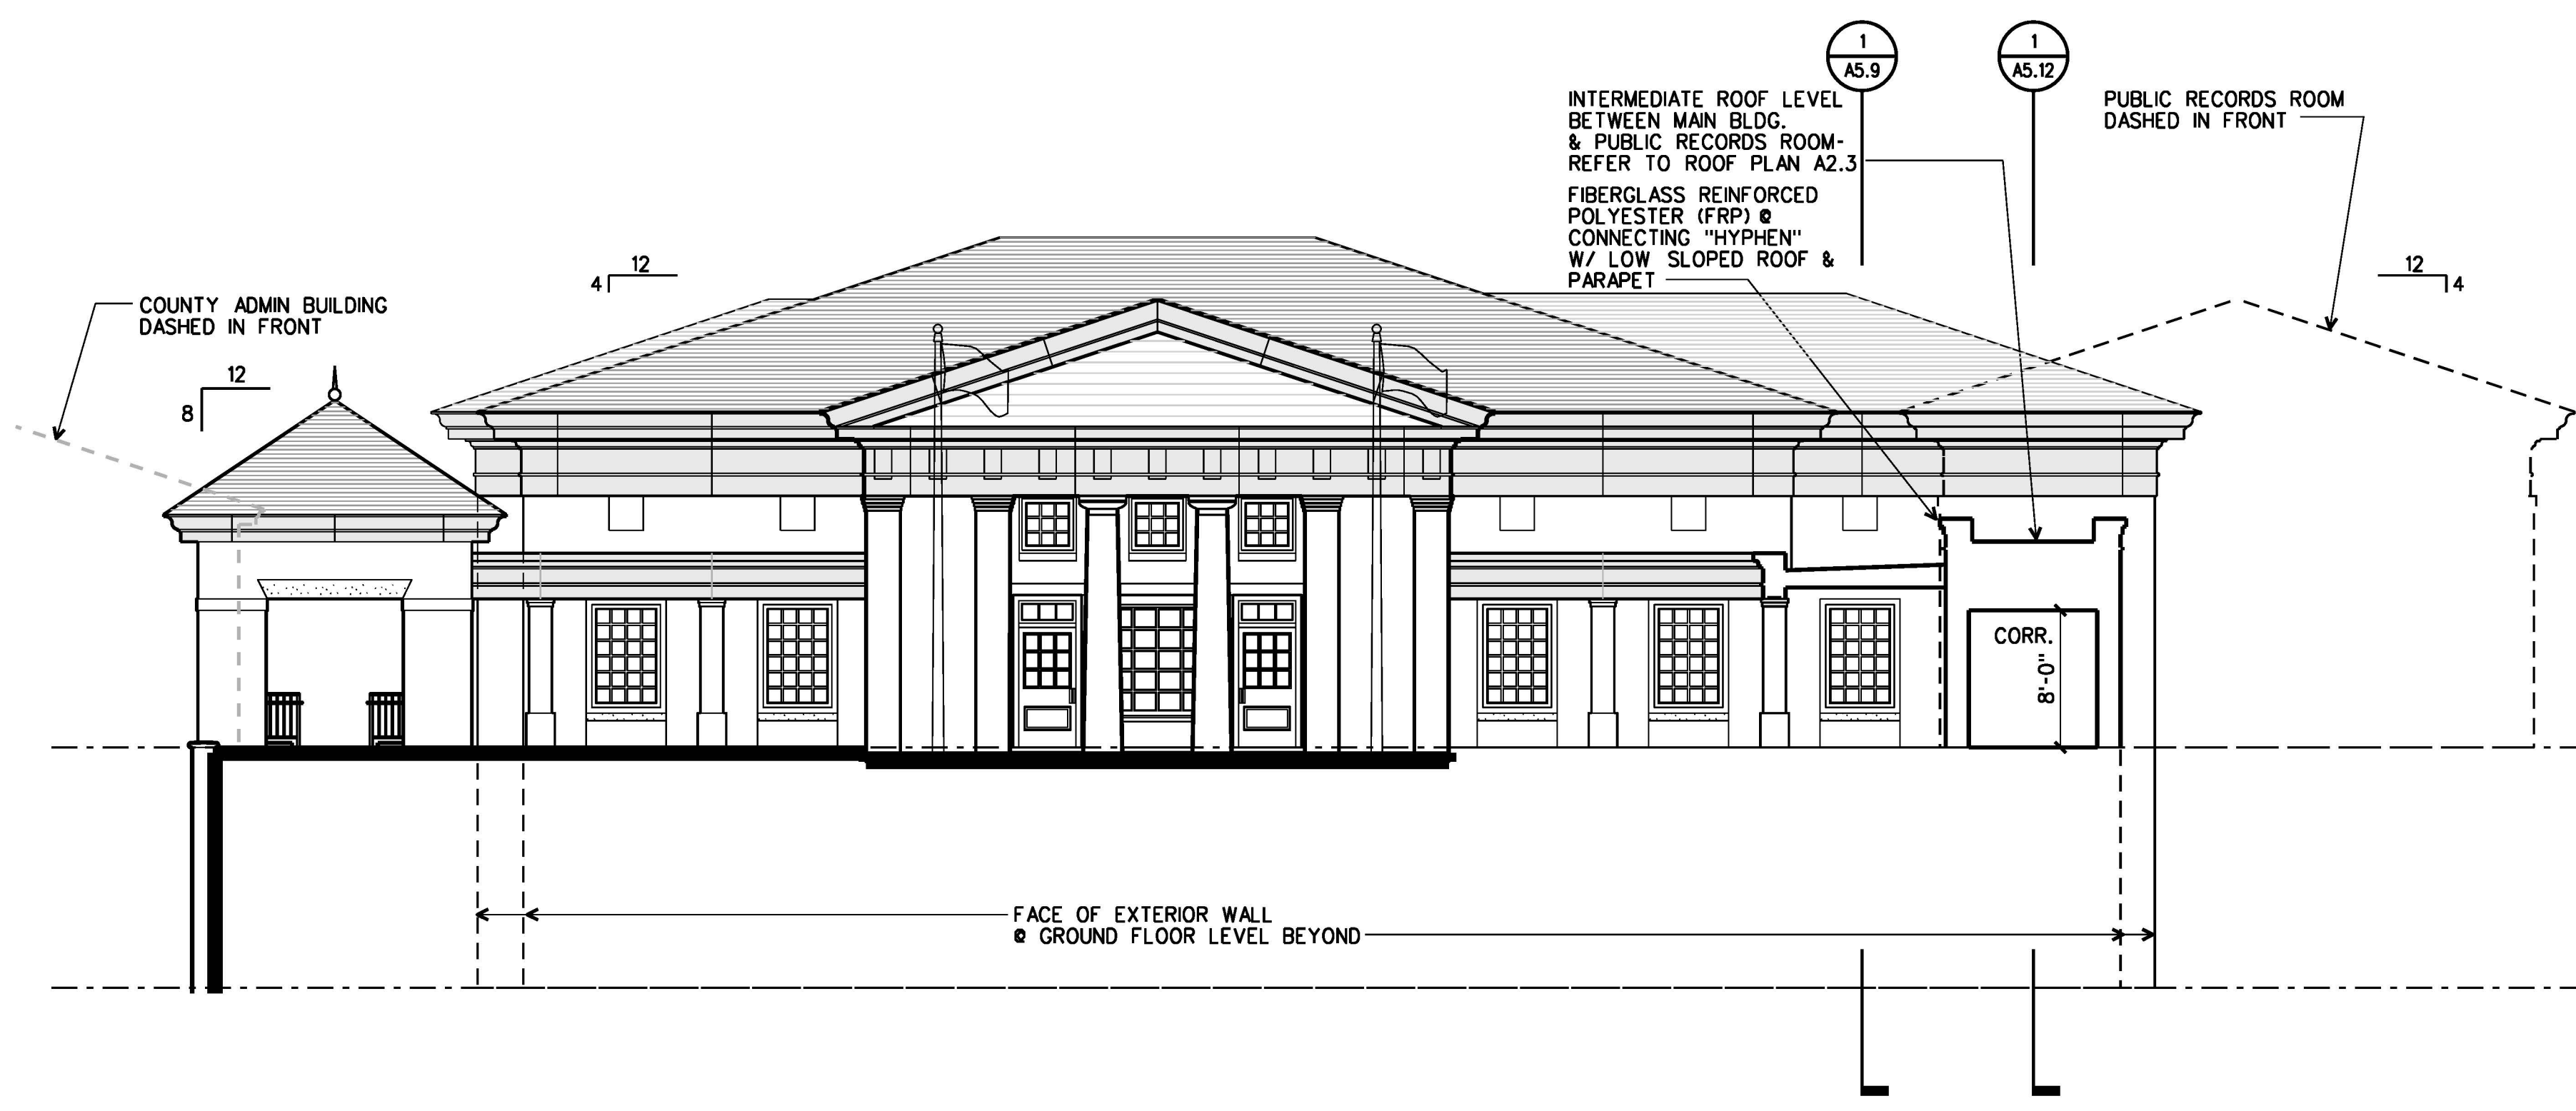 1
A5.9
1
A5.12
INTERMEDIATE ROOF LEVEL
BETWEEN MAIN BLDG.
& PUBLIC RECORDS ROOM-
REFER TO ROOF PLAN A2.3
FIBERGLASS REINFORCED
POLYESTER (FRP) @
CONNECTING "HYPHEN"
W/ LOW SLOPED ROOF &
PARAPET
PUBLIC RECORDS ROOM
DASHED IN FRONT
12
4
12
4
COUNTY ADMIN BUILDING
DASHED IN FRONT
12
8
CORR.
8'-0"
FACE OF EXTERIOR WALL
@ GROUND FLOOR LEVEL BEYOND